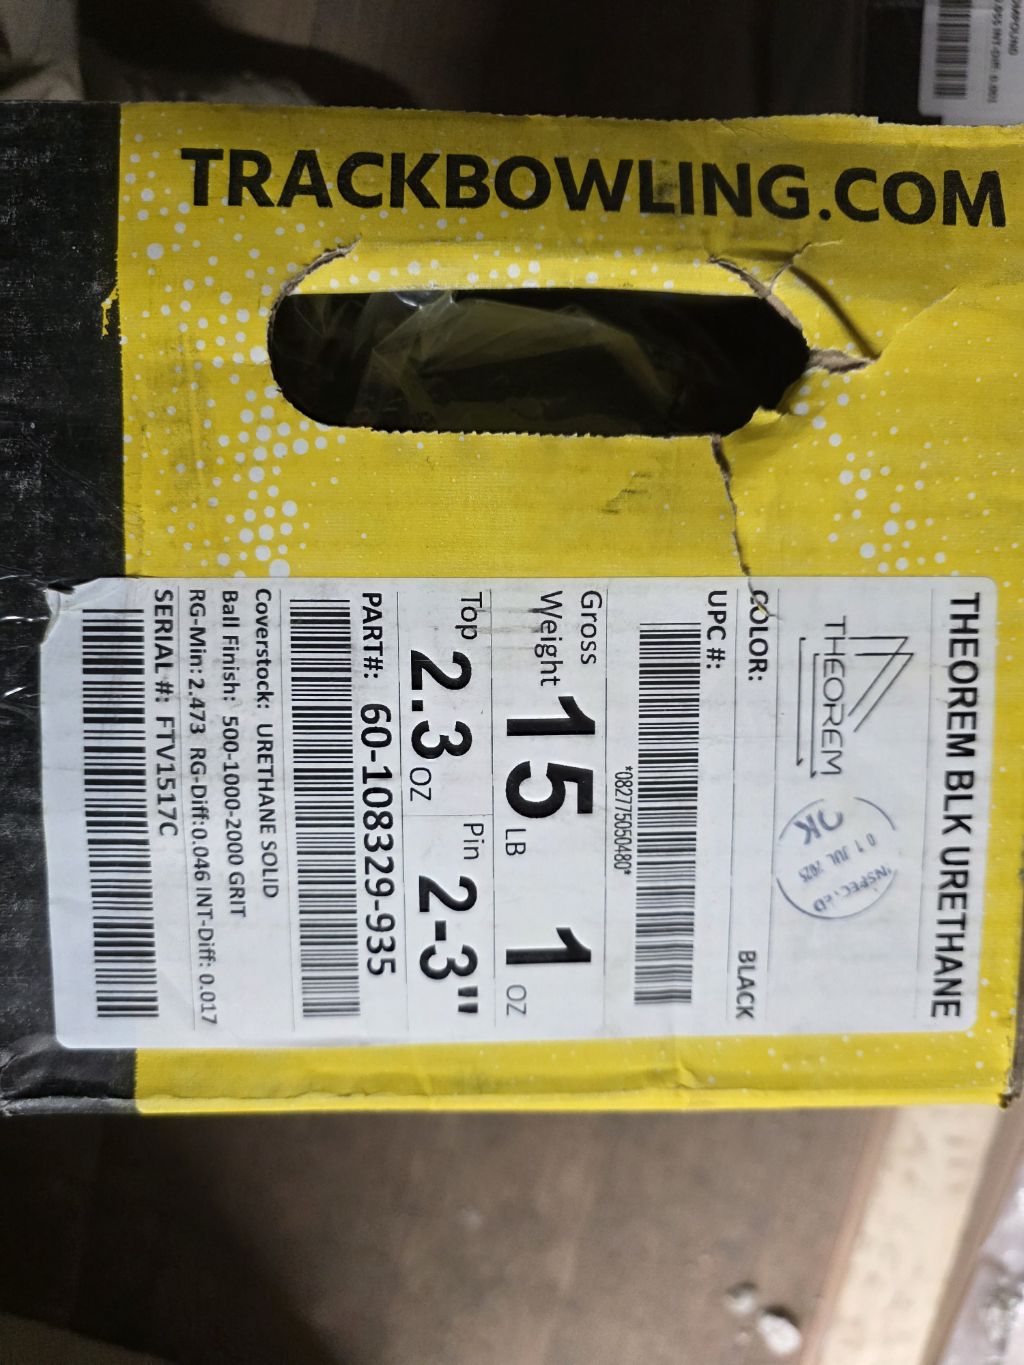 TRACKBOWLING.COM
THEOREM BLK URETHANE
THEOREM
INSPECTED
01 JUL 2025
OK
COLOR: BLACK
UPC #:
*082775050480*
Gross Weight 15 LB 1 OZ
Top 2.3 OZ Pin 2-3"
PART#: 60-108329-935
Coverstock: URETHANE SOLID
Ball Finish: 500-1000-2000 GRIT
RG-Min:2.473 RG-Diff:0.046 INT-Diff: 0.017
SERIAL #: FTV1517C